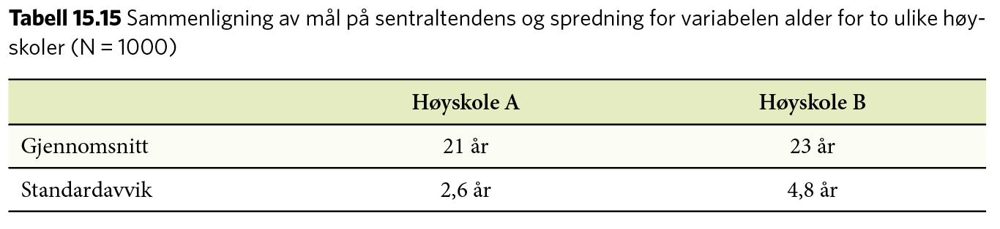 Tabell 15.15 Sammenligning av mål på sentraltendens og spredning for variabelen alder for to ulike høy-
skoler (N = 1000)
Høyskole A Høyskole B
Gjennomsnitt 21 år 23 år
Standardavvik 2,6 år 4,8 år